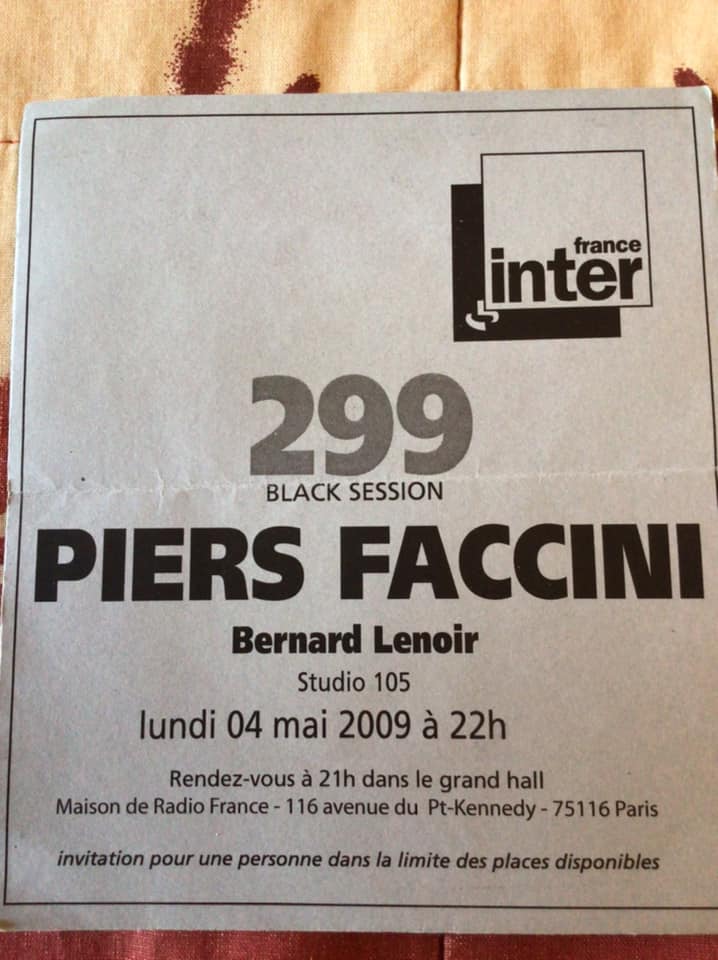 france
inter
299
BLACK SESSION
PIERS FACCINI
Bernard Lenoir
Studio 105
lundi 04 mai 2009 à 22h
Rendez-vous à 21h dans le grand hall
Maison de Radio France - 116 avenue du Pt-Kennedy - 75116 Paris
invitation pour une personne dans la limite des places disponibles